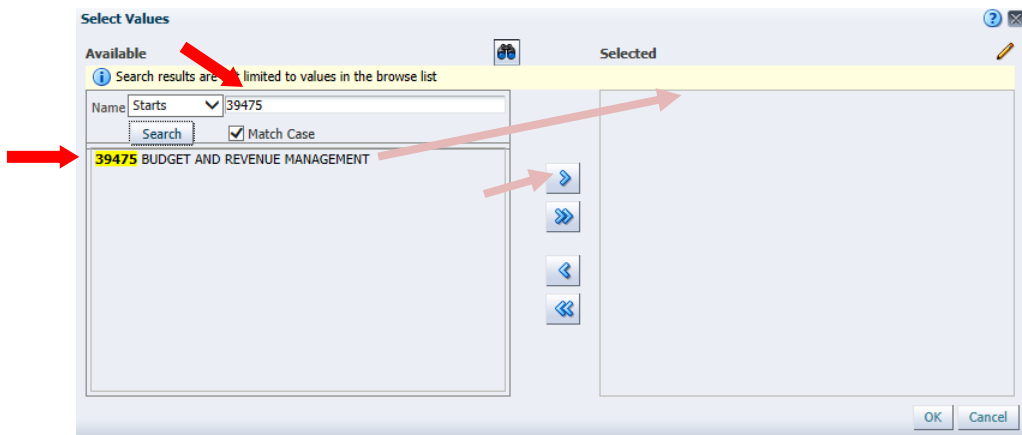 Select Values
Available
Selected
Search results are limited to values in the browse list
Name Starts 39475
Search Match Case
39475 BUDGET AND REVENUE MANAGEMENT
OK Cancel